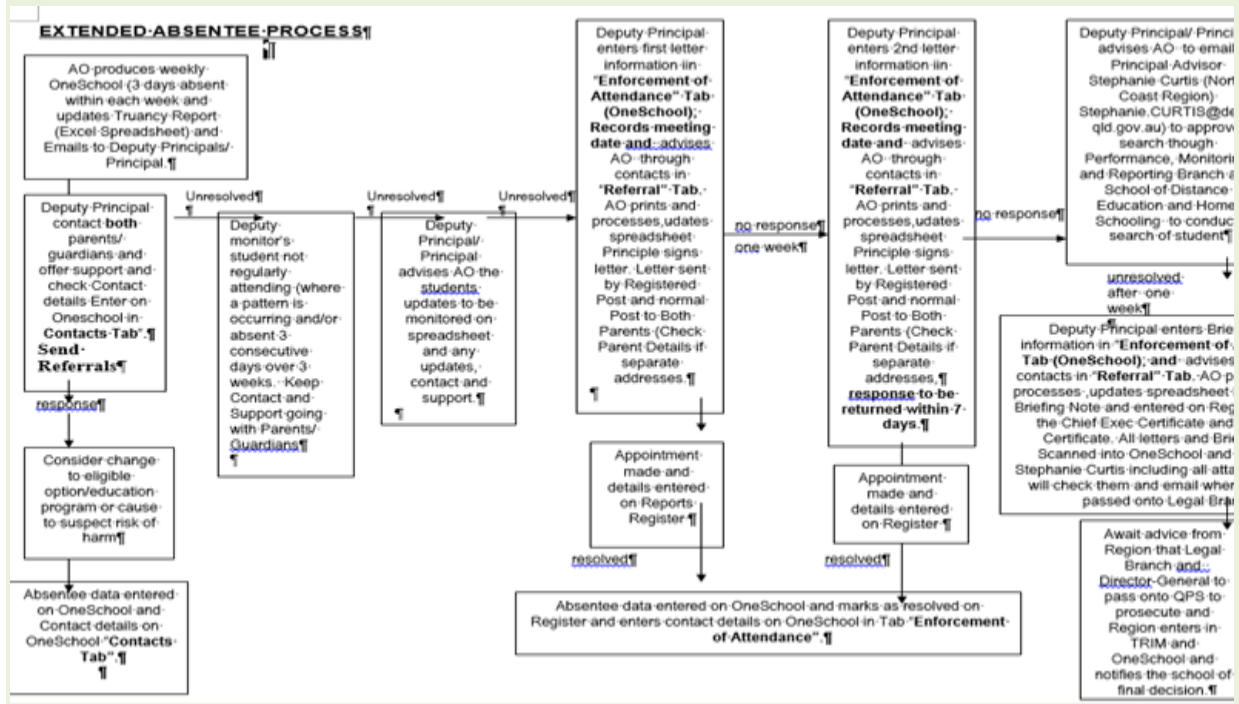 EXTENDED ABSENTEE PROCESS¶
¶
AO produces weekly
OneSchool (3 days absent
within each week and
updates Truancy Report
(Excel Spreadsheet) and
Emails to Deputy Principals/
Principal.¶
Deputy Principal
contact both
parents/
guardians and
offer support and
check Contact
details Enter on
Oneschool in
Contacts Tab".¶
Send
Referrals¶
response¶
Consider change
to eligible
option/education
program or cause
to suspect risk of
harm¶
Absentee data entered
on OneSchool and
Contact details on
OneSchool "Contacts
Tab".¶
¶
Unresolved¶
¶
Deputy
monitor's
student not
regularly
attending (where
a pattern is
occurring and/or
absent 3
consecutive
days over 3
weeks. Keep
Contact and
Support going
with Parents/
Guardians¶
¶
Unresolved¶
¶
Deputy
Principal/
Principal
advises AO the
students
updates to be
monitored on
spreadsheet
and any
updates,
contact and
support.¶
¶
Unresolved¶
¶
Deputy Principal
enters first letter
information iin
"Enforcement of
Attendance" Tab
(OneSchool);
Records meeting
date and advises
AO through
contacts in
"Referral" Tab.
AO prints and
processes,udates
spreadsheet
Principle signs
letter. Letter sent
by Registered
Post and normal
Post to Both
Parents (Check
Parent Details if
separate
addresses.¶
¶
Appointment
made and
details entered
on Reports
Register ¶
resolved¶
no response¶
one week¶
Deputy Principal
enters 2nd letter
information iin
"Enforcement of
Attendance" Tab
(OneSchool);
Records meeting
date and advises
AO through
contacts in
"Referral" Tab.
AO prints and
processes,udates
spreadsheet
Principle signs
letter. Letter sent
by Registered
Post and normal
Post to Both
Parents (Check
Parent Details if
separate
addresses,¶
response to be
returned within 7
days.¶
Appointment
made and
details entered
on Register¶
resolved¶
Absentee data entered on OneSchool and marks as resolved on
Register and enters contact details on OneSchool in Tab "Enforcement
of Attendance".¶
no response¶
Deputy Principal/
advises AO to email
Principal Advisor
Stephanie Curtis
Coast Region)
Stephanie.CURTIS@de
qld.gov.au) to approve
search though
Performance,
and Reporting Branch
School of Distance
Education and Home
Schooling to conduct
search of student¶
unresolved
after one
week¶
Deputy Principal enters
information in "Enforcement of
Tab (OneSchool); and advises
contacts in "Referral" Tab. AO
processes ,updates spreadsheet
Briefing Note and entered on
the Chief Exec Certificate and
Certificate. All letters and
Scanned into OneSchool and
Stephanie Curtis including all
will check them and email
passed onto Legal
Await advice from
Region that Legal
Branch and
Director-General to
pass onto QPS to
prosecute and
Region enters in
TRIM and
OneSchool and
notifies the school of
final decision.¶